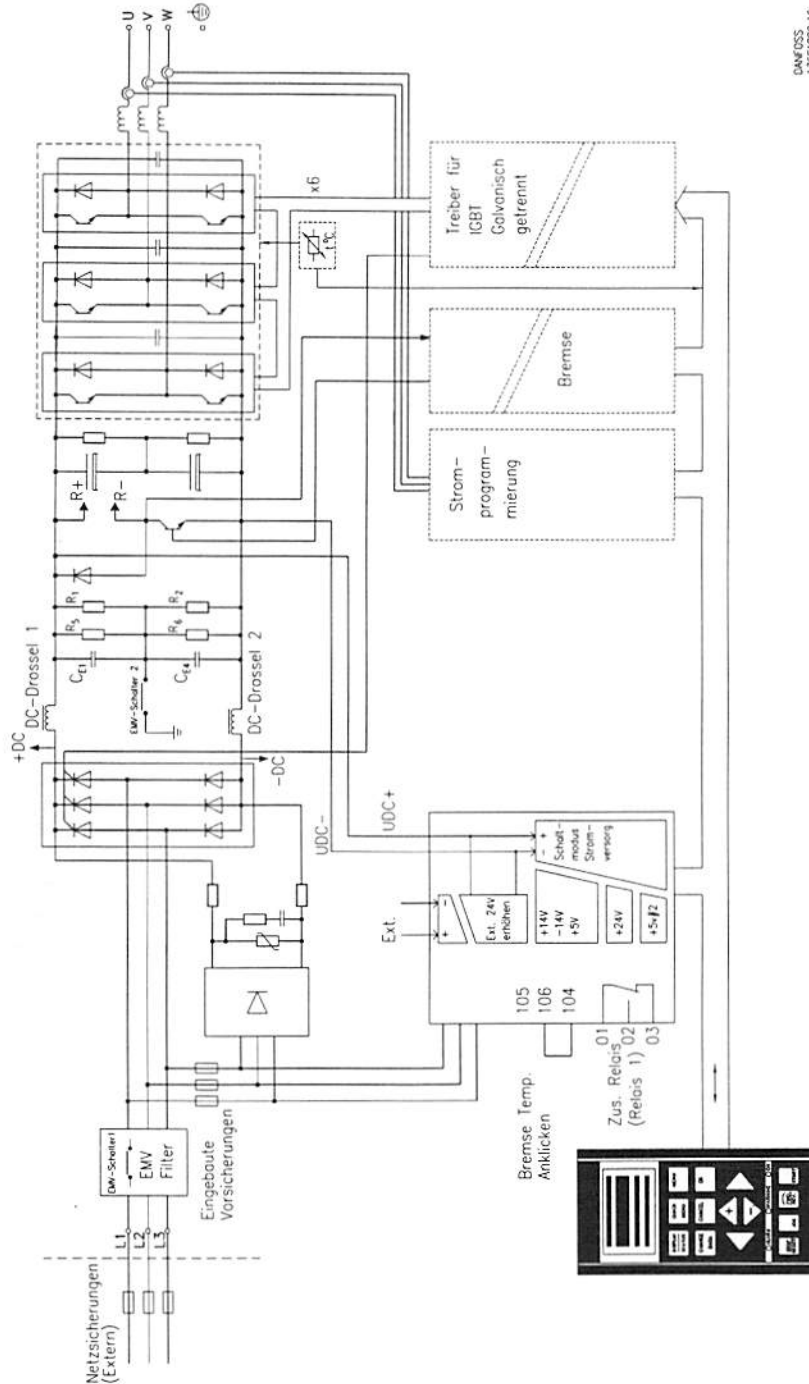 Netzsicherungen
(Extern)
L1
L2
L3
EMV-Schalter1
EMV
Filter
Eingebaute
Vorsicherungen
+DC
DC-Drossel 1
-DC
DC-Drossel 2
EMV-Schalter 2
CE1
CE4
R5
R6
R1
R2
R+
R-
x6
t°C
U
V
W
UDC-
UDC+
Ext.
+
-
Ext. 24V
erhöhen
+14V
-14V
+5V
+24V
+5V#2
+
-
Schalt-
modus
Strom-
versorg
Bremse Temp.
Anklicken
105
106
104
Zus. Relais
(Relais 1)
01
02
03
Strom-
program-
mierung
Bremse
Treiber für
IGBT
Galvanisch
getrennt
+
-
DANFOSS